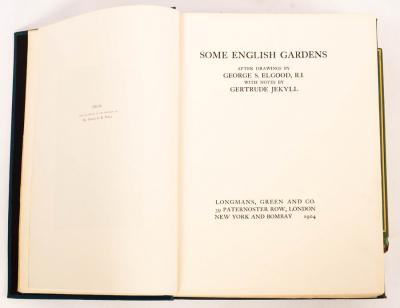 SOME ENGLISH GARDENS
AFTER DRAWINGS BY
GEORGE S. ELGOOD, R.I.
WITH NOTES BY
GERTRUDE JEKYLL
LONGMANS, GREEN AND CO.
39 PATERNOSTER ROW, LONDON
NEW YORK AND BOMBAY 1904